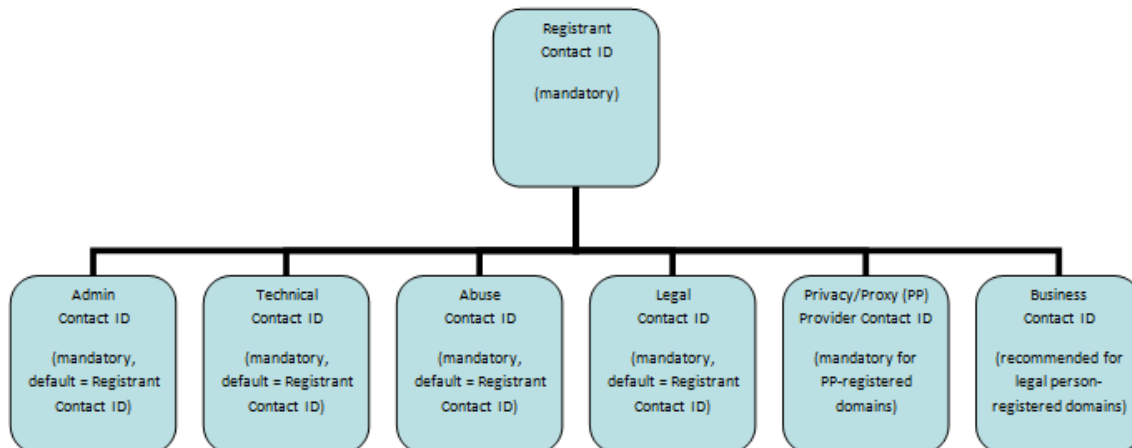 Registrant
Contact ID
(mandatory)
Admin
Contact ID
(mandatory,
default = Registrant
Contact ID)
Technical
Contact ID
(mandatory,
default = Registrant
Contact ID)
Abuse
Contact ID
(mandatory,
default = Registrant
Contact ID)
Legal
Contact ID
(mandatory,
default = Registrant
Contact ID)
Privacy/Proxy (PP)
Provider Contact ID
(mandatory for
PP-registered
domains)
Business
Contact ID
(recommended for
legal person-
registered domains)